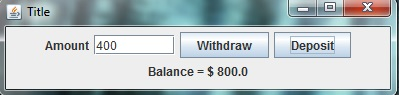 Title
Amount 400 Withdraw Deposit
Balance = $ 800.0